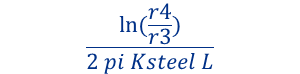 ln(r4/r3)
2 pi Ksteel L